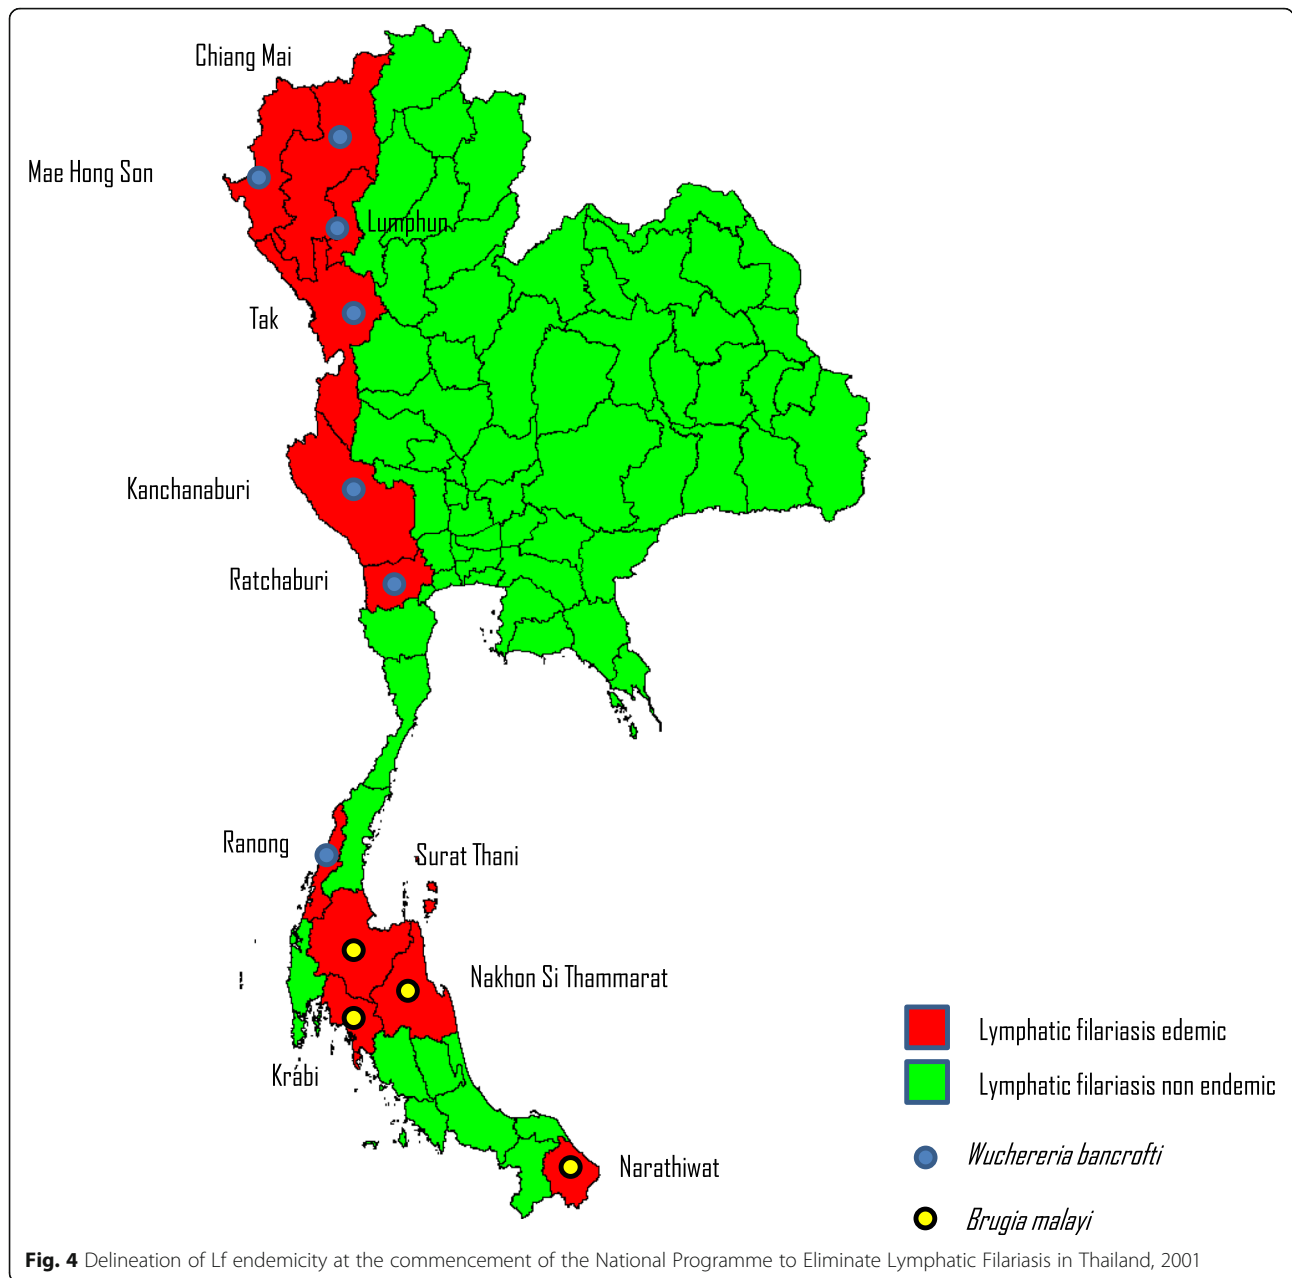 Chiang Mai
Mae Hong Son
Lumphun
Tak
Kanchanaburi
Ratchaburi
Ranong
Surat Thani
Nakhon Si Thammarat
Krábi
Narathiwat
Lymphatic filariasis edemic
Lymphatic filariasis non endemic
Wuchereria bancrofti
Brugia malayi
Fig. 4 Delineation of Lf endemicity at the commencement of the National Programme to Eliminate Lymphatic Filariasis in Thailand, 2001